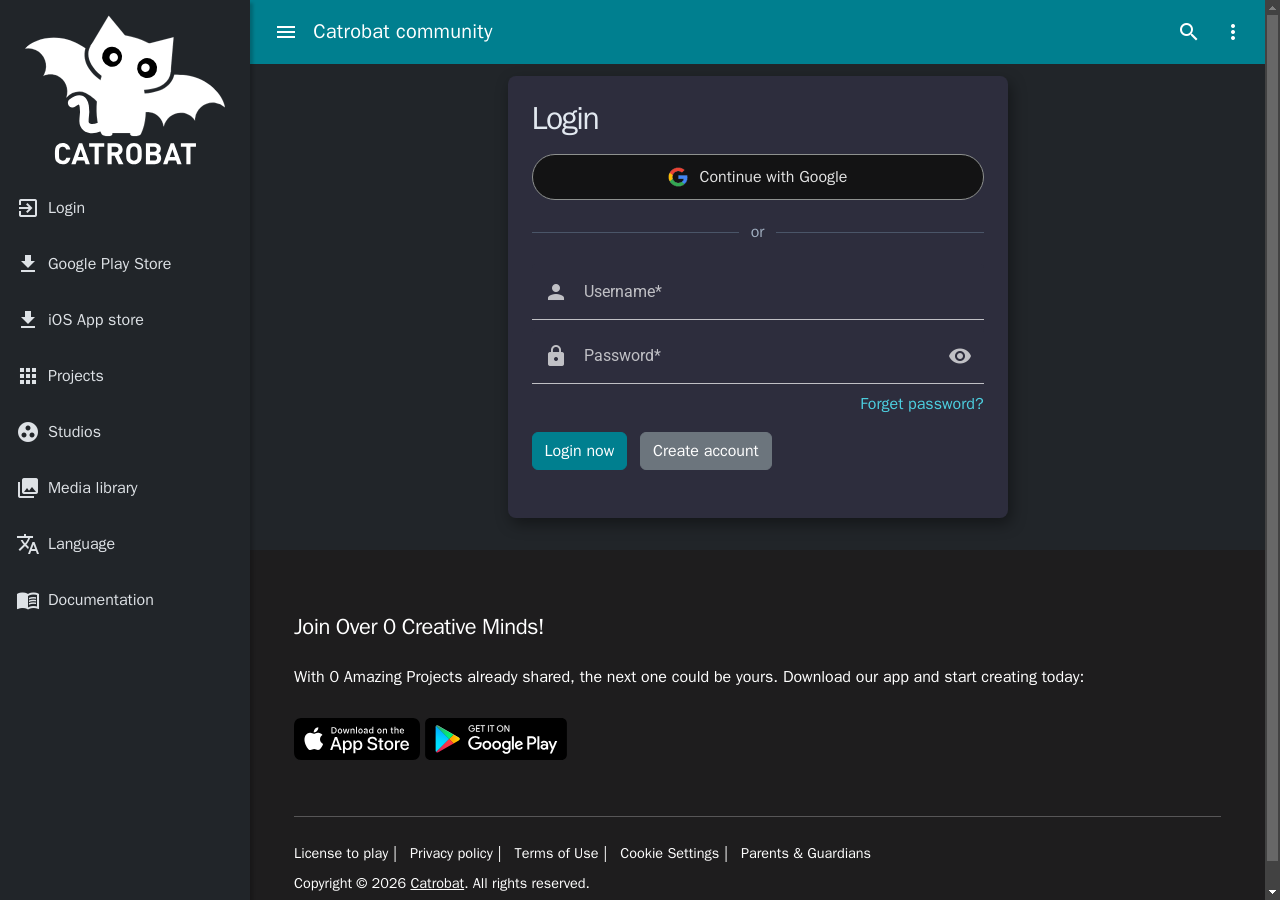 CATROBAT
Login
Google Play Store
iOS App store
Projects
Studios
Media library
Language
Documentation
Catrobat community
Login
Continue with Google
or
Username*
Password*
Forget password?
Login now
Create account
Join Over 0 Creative Minds!
With 0 Amazing Projects already shared, the next one could be yours. Download our app and start creating today:
Download on the
App Store
GET IT ON
Google Play
License to play | Privacy policy | Terms of Use | Cookie Settings | Parents & Guardians
Copyright © 2026 Catrobat. All rights reserved.